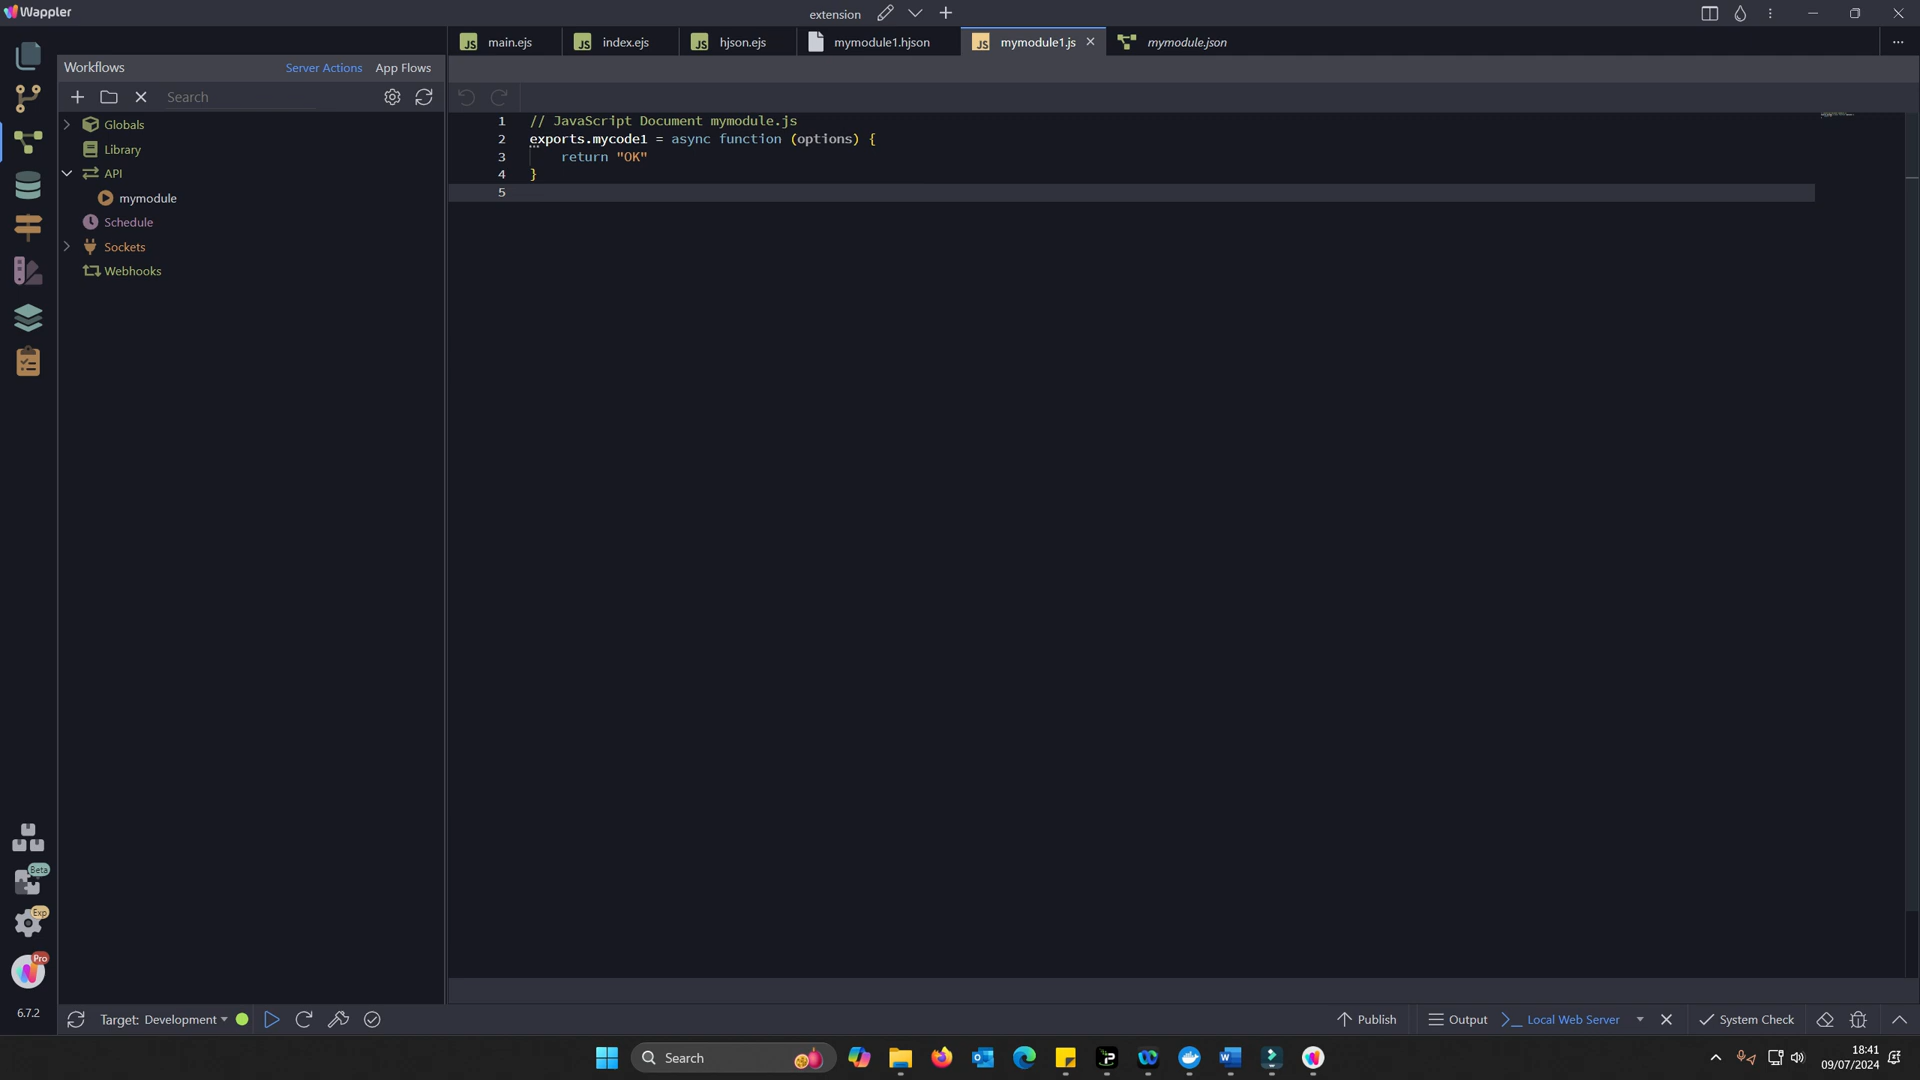 Wappler
extension
main.ejs
index.ejs
hjson.ejs
mymodule1.hjson
mymodule1.js
mymodule.json
Workflows
Server Actions
App Flows
Search
Globals
Library
API
mymodule
Schedule
Sockets
Webhooks
1 // JavaScript Document mymodule.js
2 exports.mycode1 = async function (options) {
3 return "OK"
4 }
5
Beta
Exp
Pro
6.7.2
Target: Development
Publish
Output
Local Web Server
System Check
Search
18:41
09/07/2024